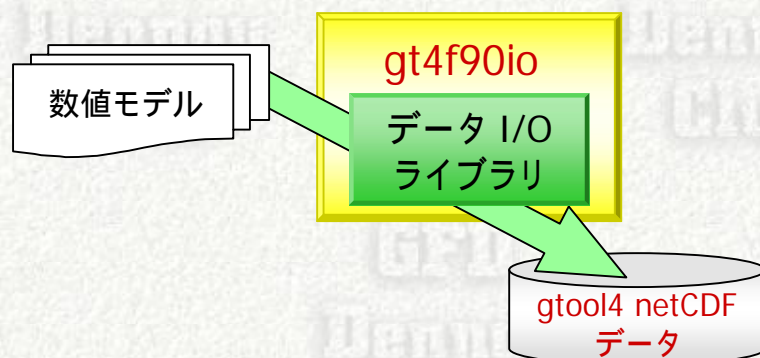 gt4f90io
数値モデル
データ I/O
ライブラリ
gtool4 netCDF
データ